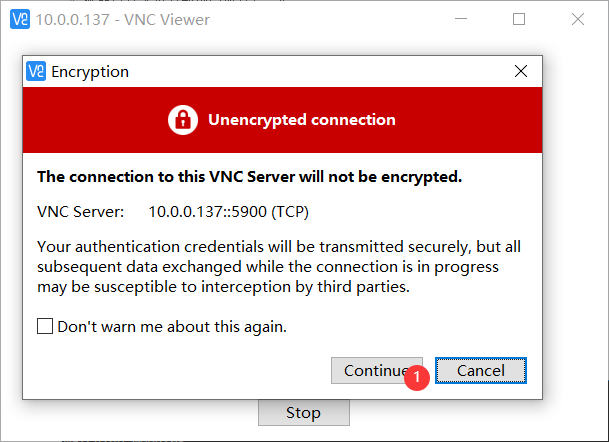 10.0.0.137 - VNC Viewer
Encryption
Unencrypted connection
The connection to this VNC Server will not be encrypted.
VNC Server: 10.0.0.137::5900 (TCP)
Your authentication credentials will be transmitted securely, but all
subsequent data exchanged while the connection is in progress
may be susceptible to interception by third parties.
Don't warn me about this again.
Continue 1 Cancel
Stop